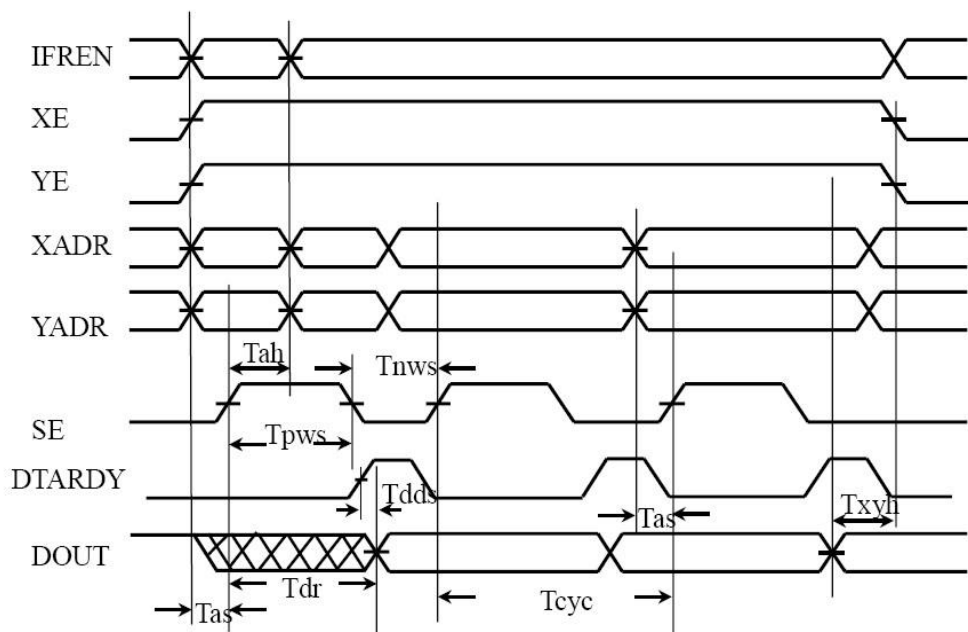 IFREN
XE
YE
XADR
YADR
Tah
Tnws
SE
Tpws
DTARDY
Tdds
Tas
Txyh
DOUT
Tdr
Tas
Tcyc